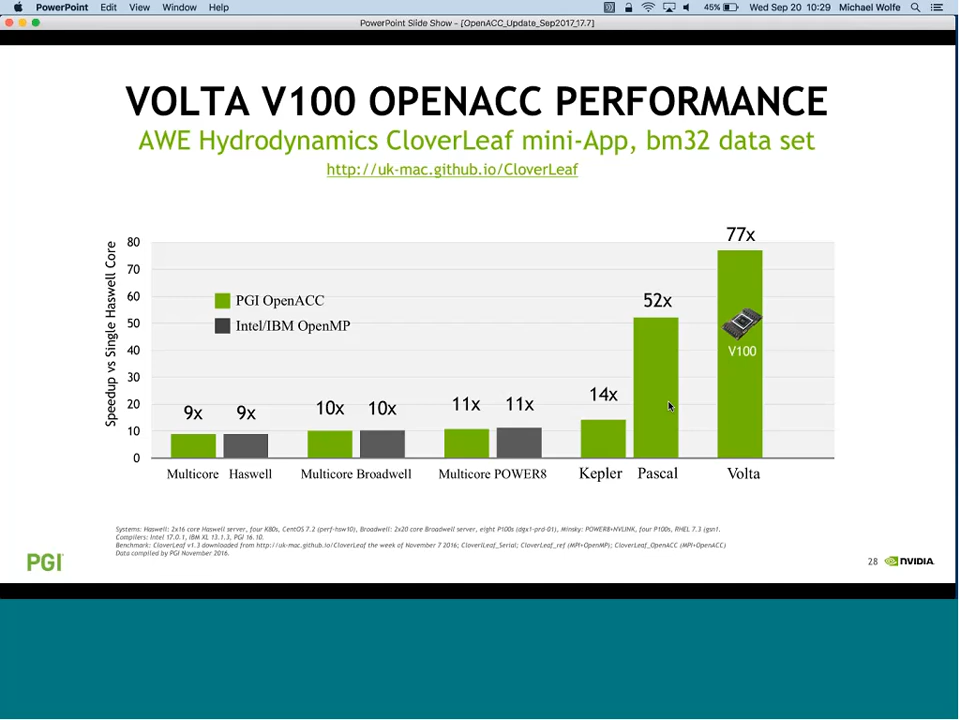 PowerPoint Edit View Window Help 45% Wed Sep 20 10:29 Michael Wolfe
PowerPoint Slide Show - [OpenACC_Update_Sep2017_17.7]
VOLTA V100 OPENACC PERFORMANCE
AWE Hydrodynamics CloverLeaf mini-App, bm32 data set
http://uk-mac.github.io/CloverLeaf
Speedup vs Single Haswell Core
80
70
60
50
40
30
20
10
0
PGI OpenACC
Intel/IBM OpenMP
9x 9x 10x 10x 11x 11x 14x 52x 77x
V100
Multicore Haswell Multicore Broadwell Multicore POWER8 Kepler Pascal Volta
Systems: Haswell: 2x16 core Haswell server, four K80s, CentOS 7.2 (perf-hsw10), Broadwell: 2x20 core Broadwell server, eight P100s (dgx1-prd-01), Minsky: POWER8+NVLINK, four P100s, RHEL 7.3 (gsn1.
Compilers: Intel 17.0.1, IBM XL 13.1.3, PGI 16.10.
Benchmark: CloverLeaf v1.3 downloaded from http://uk-mac.github.io/CloverLeaf the week of November 7 2016; CloverlLeaf_Serial; CloverLeaf_ref (MPI+OpenMP); CloverLeaf_OpenACC (MPI+OpenACC)
Data compiled by PGI November 2016.
PGI
28 NVIDIA